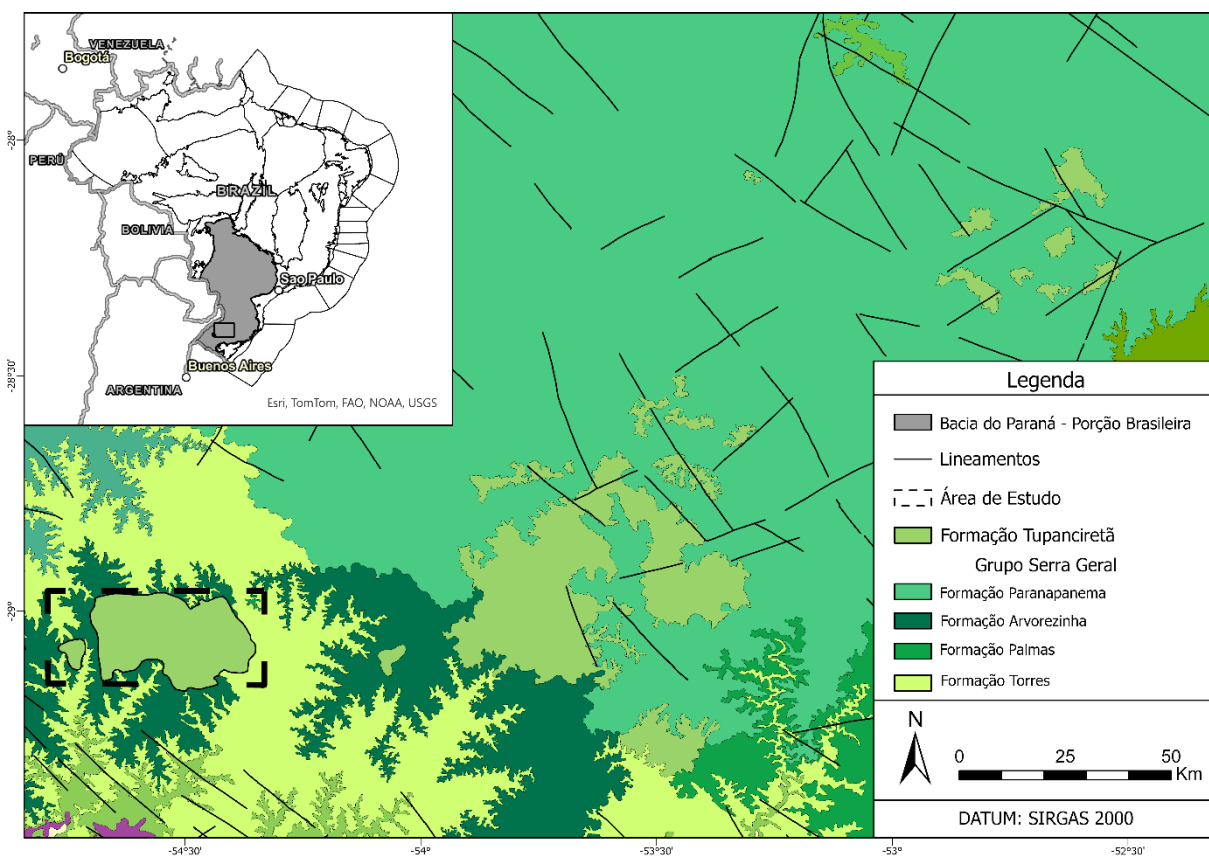 VENEZUELA
Bogotá
PERÚ
BRAZIL
BOLIVIA
Sao Paulo
Buenos Aires
ARGENTINA
Esri, TomTom, FAO, NOAA, USGS
-28°
-28°30'
-29°
Legenda
Bacia do Paraná - Porção Brasileira
Lineamentos
Área de Estudo
Formação Tupanciretã
Grupo Serra Geral
Formação Paranapanema
Formação Arvorezinha
Formação Palmas
Formação Torres
N
0 25 50
Km
DATUM: SIRGAS 2000
-54°30' -54° -53°30' -53° -52°30'